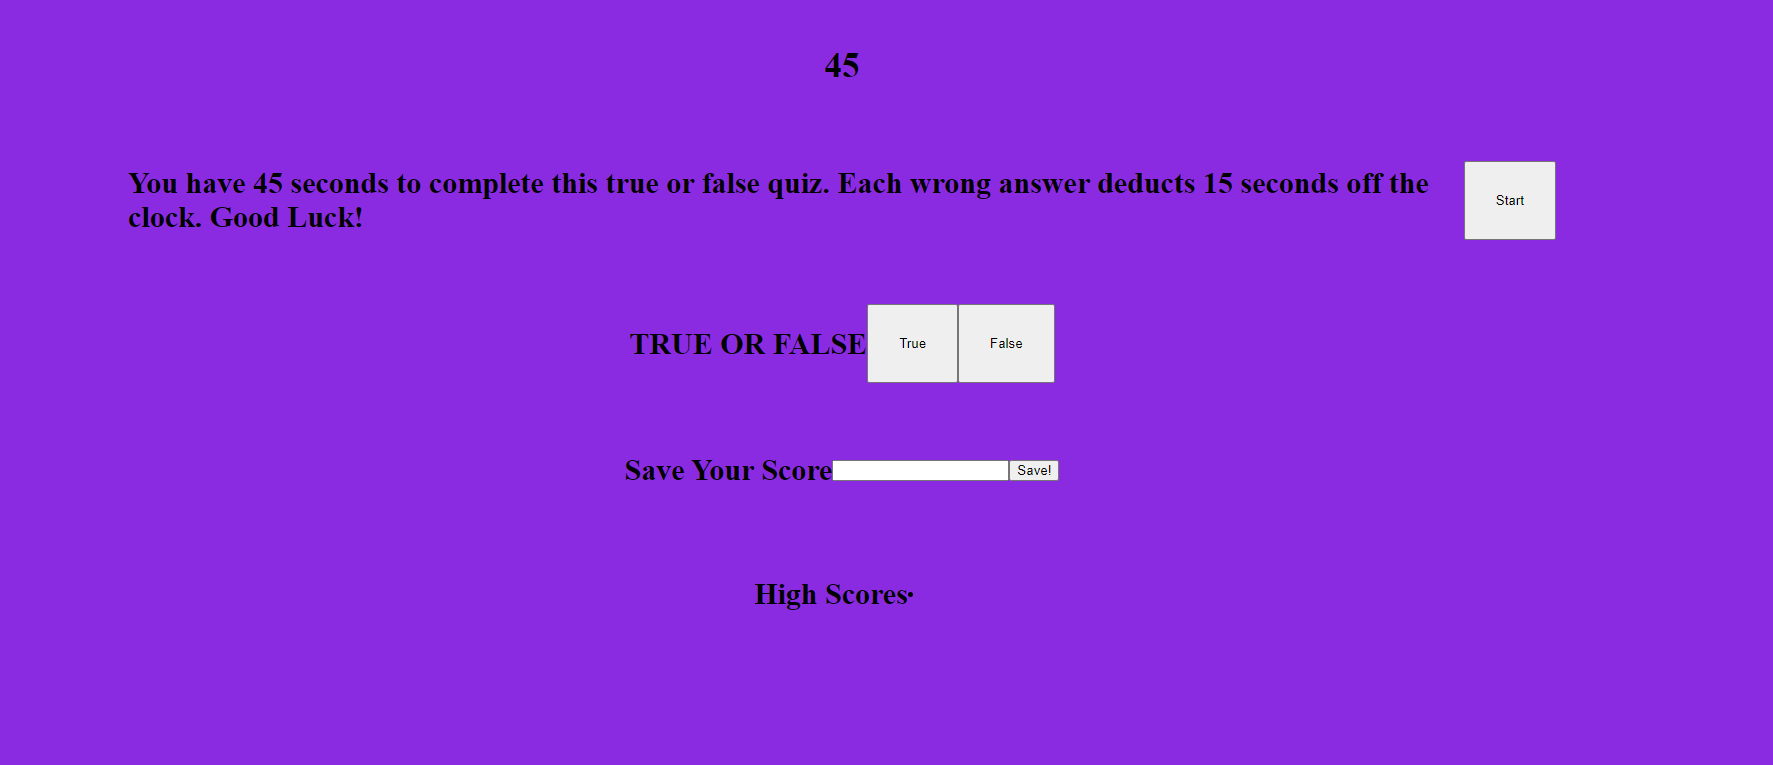 45
You have 45 seconds to complete this true or false quiz. Each wrong answer deducts 15 seconds off the
clock. Good Luck!
Start
TRUE OR FALSE True False
Save Your Score Save!
High Scores